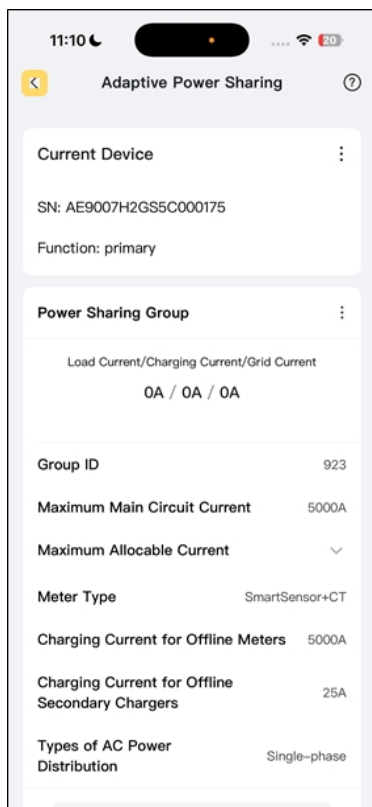 11:10
20
Adaptive Power Sharing
Current Device
SN: AE9007H2GS5C000175
Function: primary
Power Sharing Group
Load Current/Charging Current/Grid Current
0A / 0A / 0A
Group ID 923
Maximum Main Circuit Current 5000A
Maximum Allocable Current
Meter Type SmartSensor+CT
Charging Current for Offline Meters 5000A
Charging Current for Offline
Secondary Chargers 25A
Types of AC Power
Distribution Single-phase